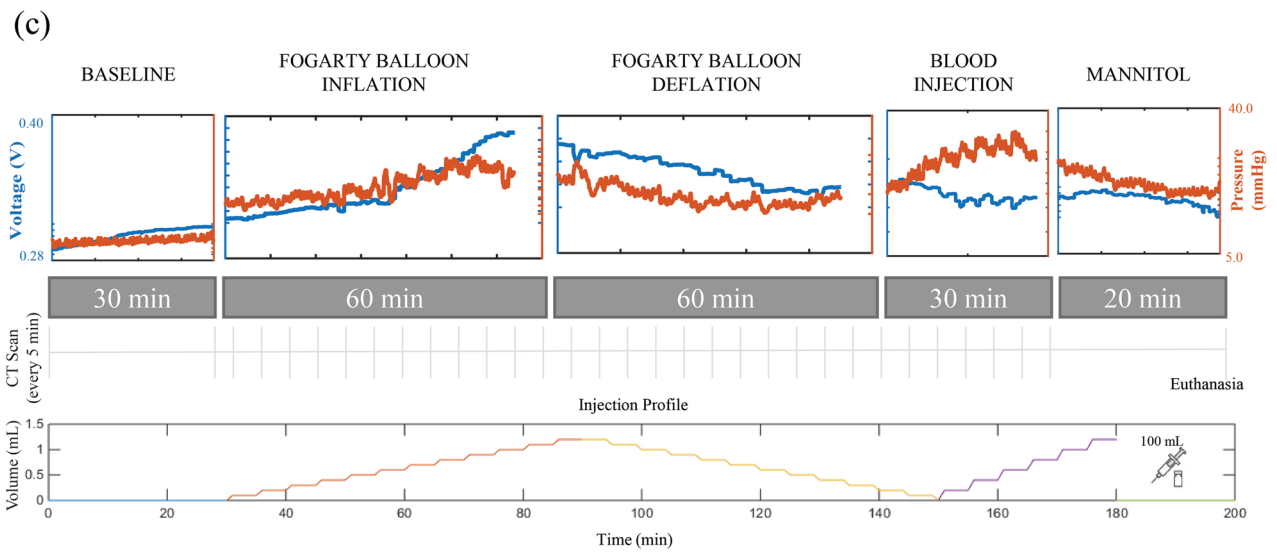 (c)
BASELINE
FOGARTY BALLOON
INFLATION
FOGARTY BALLOON
DEFLATION
BLOOD
INJECTION
MANNITOL
0.40
Voltage (V)
0.28
40.0
Pressure
(mmHg)
5.0
30 min
60 min
60 min
30 min
20 min
CT Scan
(every 5 min)
Euthanasia
Injection Profile
Volume (mL)
1.5
1
0.5
0
100 mL
0
20
40
60
80
100
120
140
160
180
200
Time (min)